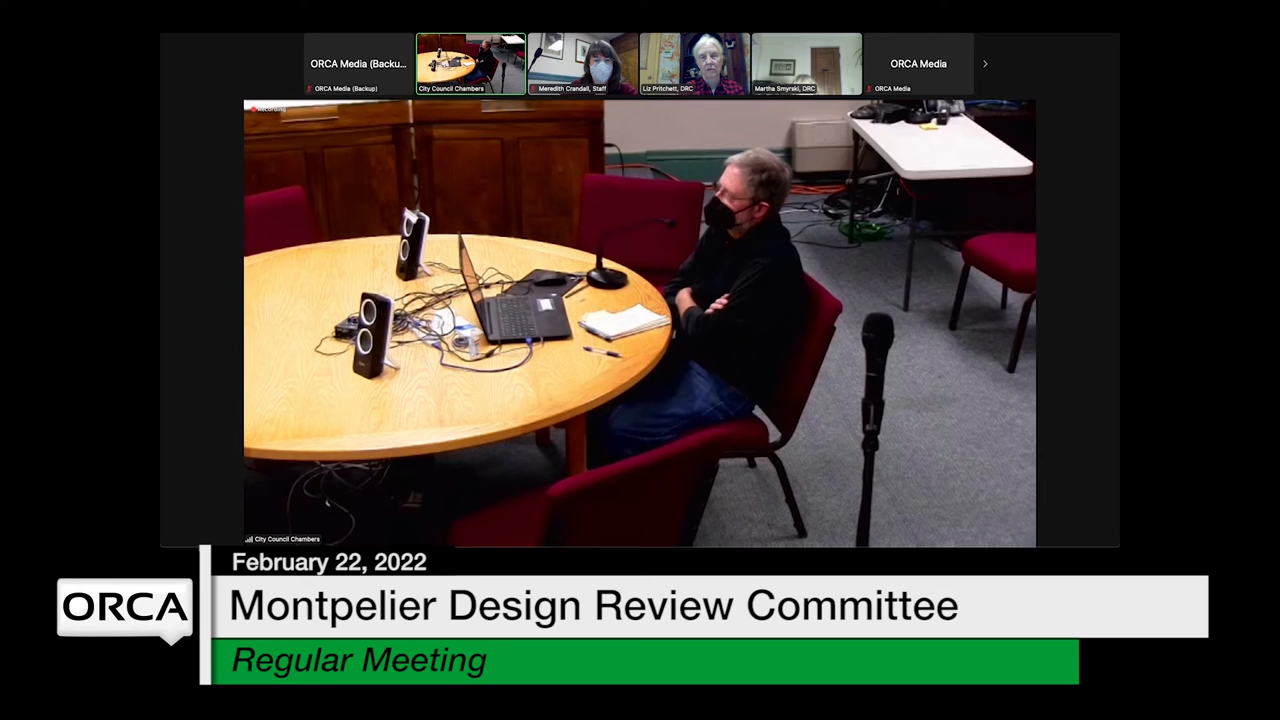 ORCA Media (Backu...
ORCA Media
ORCA Media (Backup)
City Council Chambers
Meredith Crandall, Staff
Liz Pritchett, DRC
Martha Smyrski, DRC
ORCA Media
Recording
City Council Chambers
February 22, 2022
ORCA
Montpelier Design Review Committee
Regular Meeting